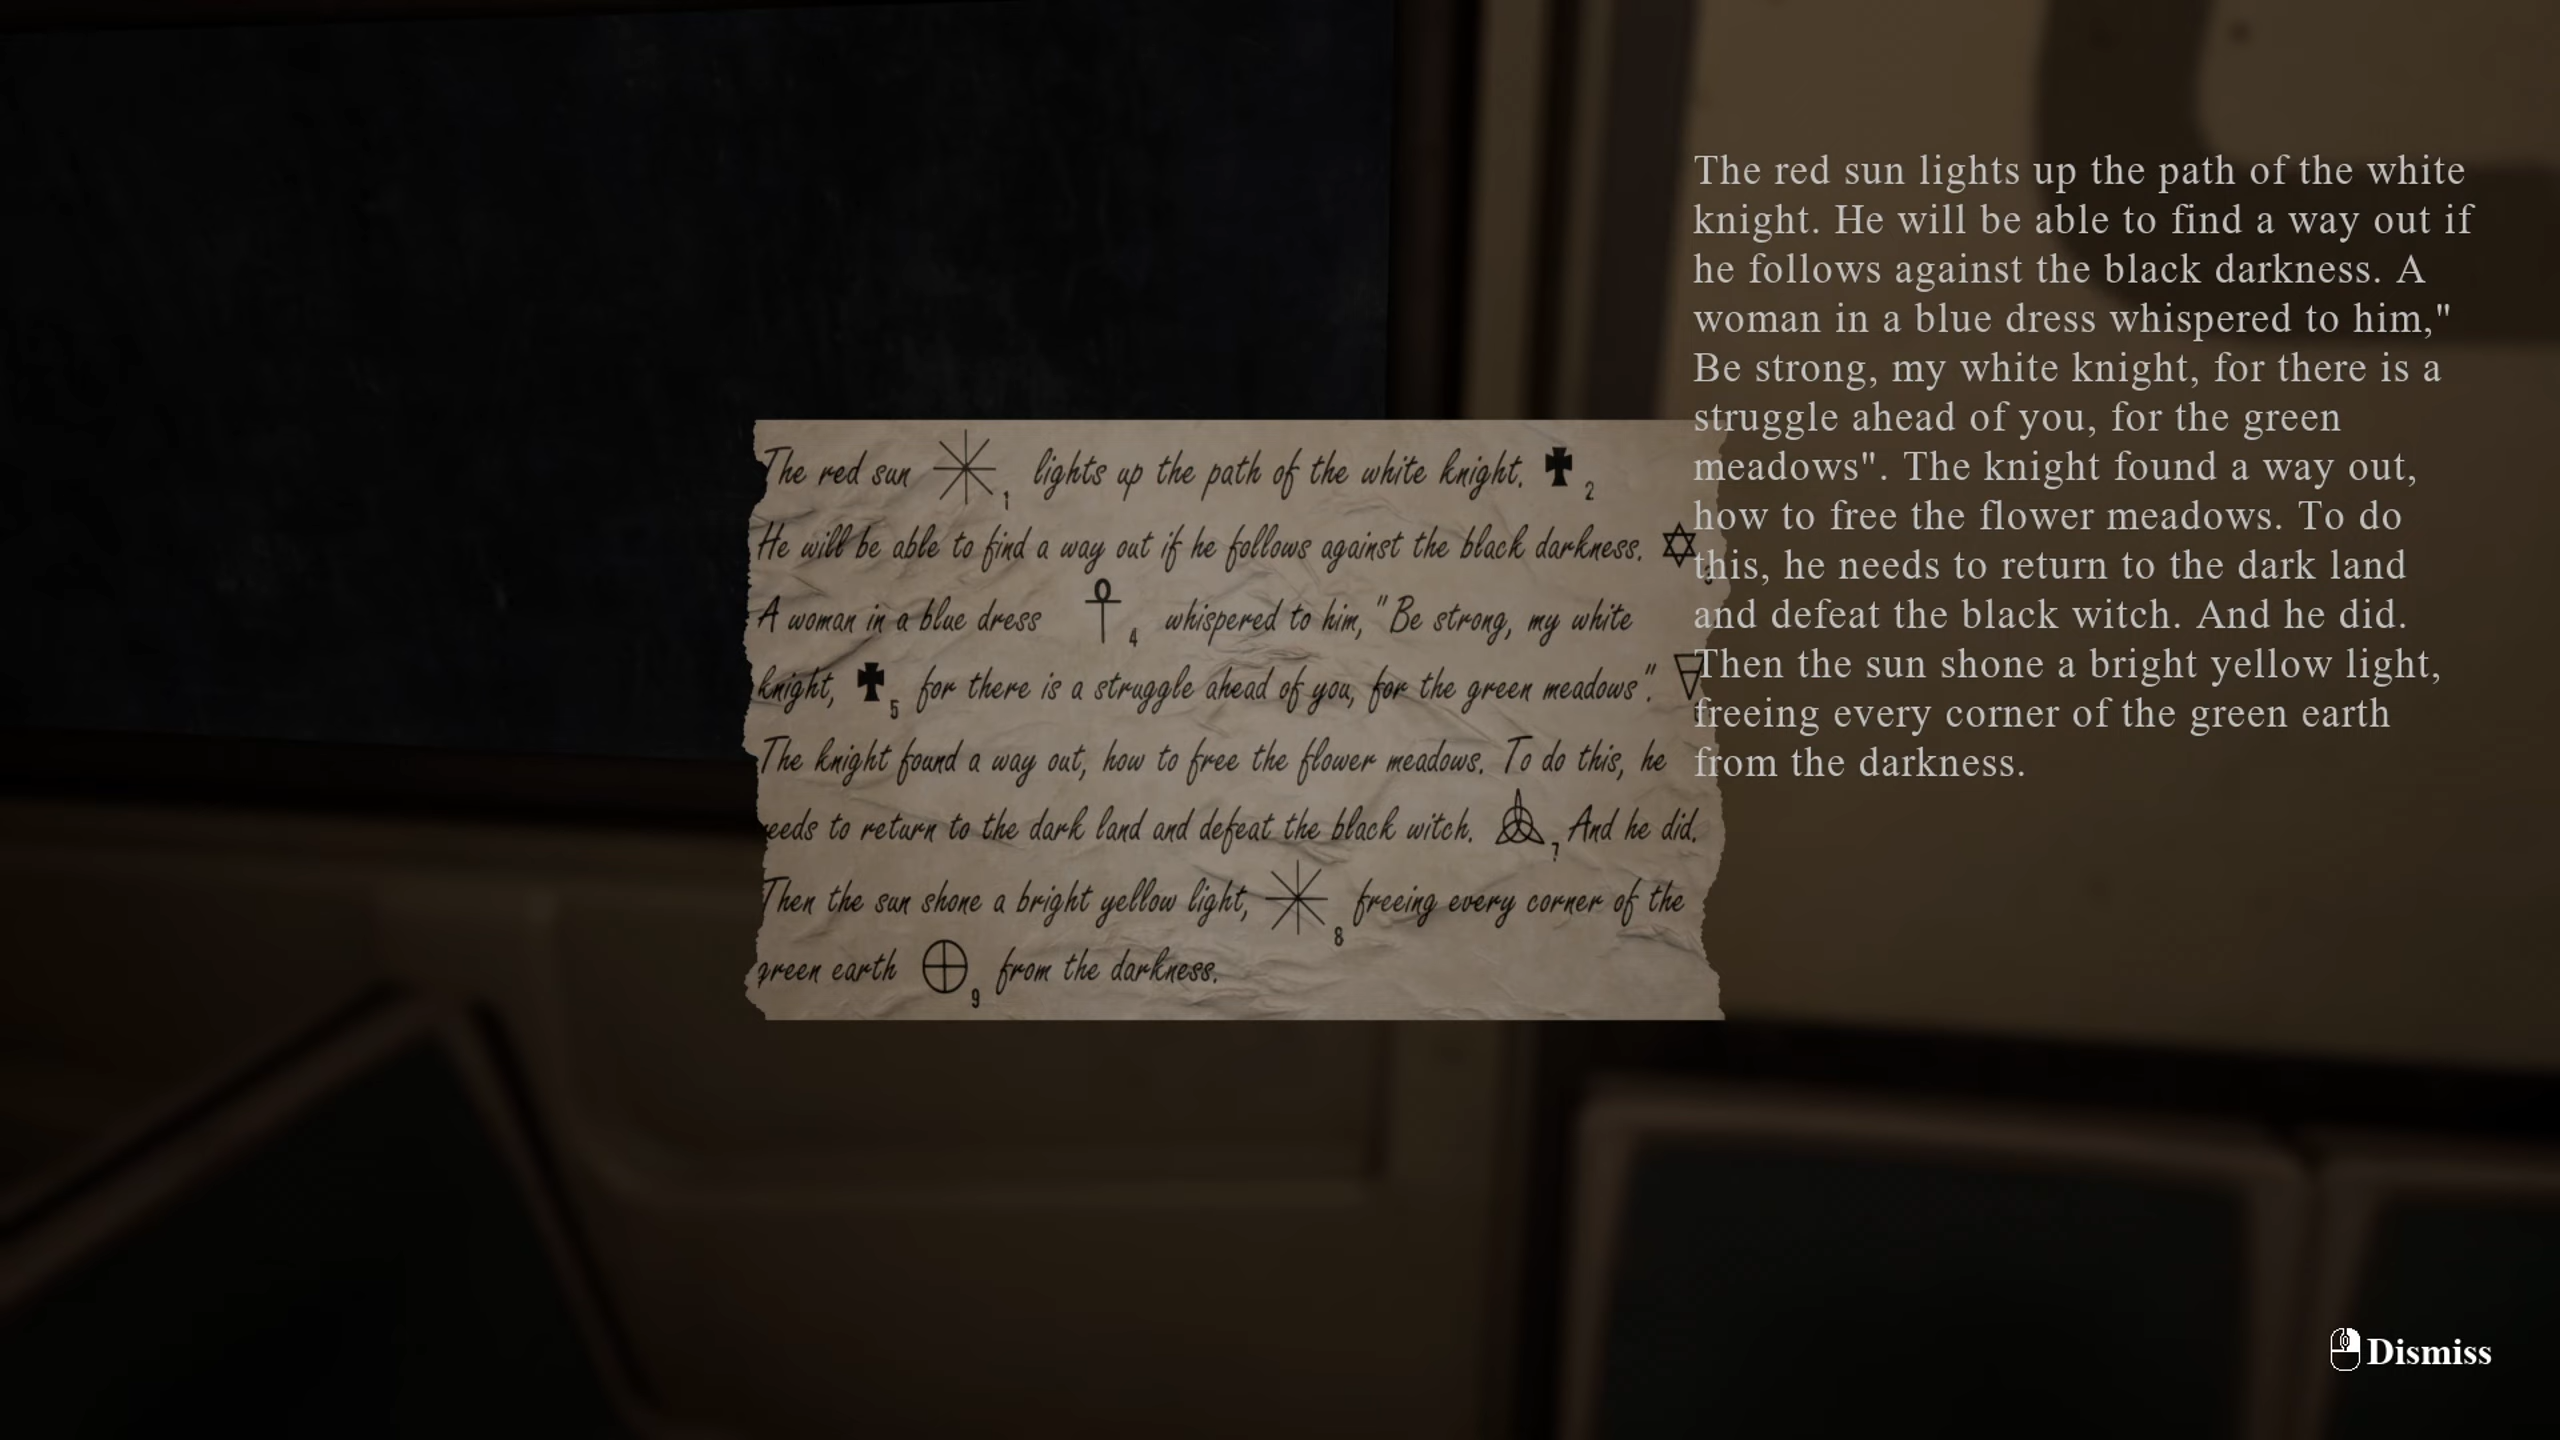 The red sun 1 lights up the path of the white knight. 2
He will be able to find a way out if he follows against the black darkness.
A woman in a blue dress 4 whispered to him, "Be strong, my white
knight, 5 for there is a struggle ahead of you, for the green meadows".
The knight found a way out, how to free the flower meadows. To do this, he
needs to return to the dark land and defeat the black witch. 7 And he did.
Then the sun shone a bright yellow light, 8 freeing every corner of the
green earth 9 from the darkness.
The red sun lights up the path of the white
knight. He will be able to find a way out if
he follows against the black darkness. A
woman in a blue dress whispered to him,"
Be strong, my white knight, for there is a
struggle ahead of you, for the green
meadows". The knight found a way out,
how to free the flower meadows. To do
this, he needs to return to the dark land
and defeat the black witch. And he did.
Then the sun shone a bright yellow light,
freeing every corner of the green earth
from the darkness.
Dismiss